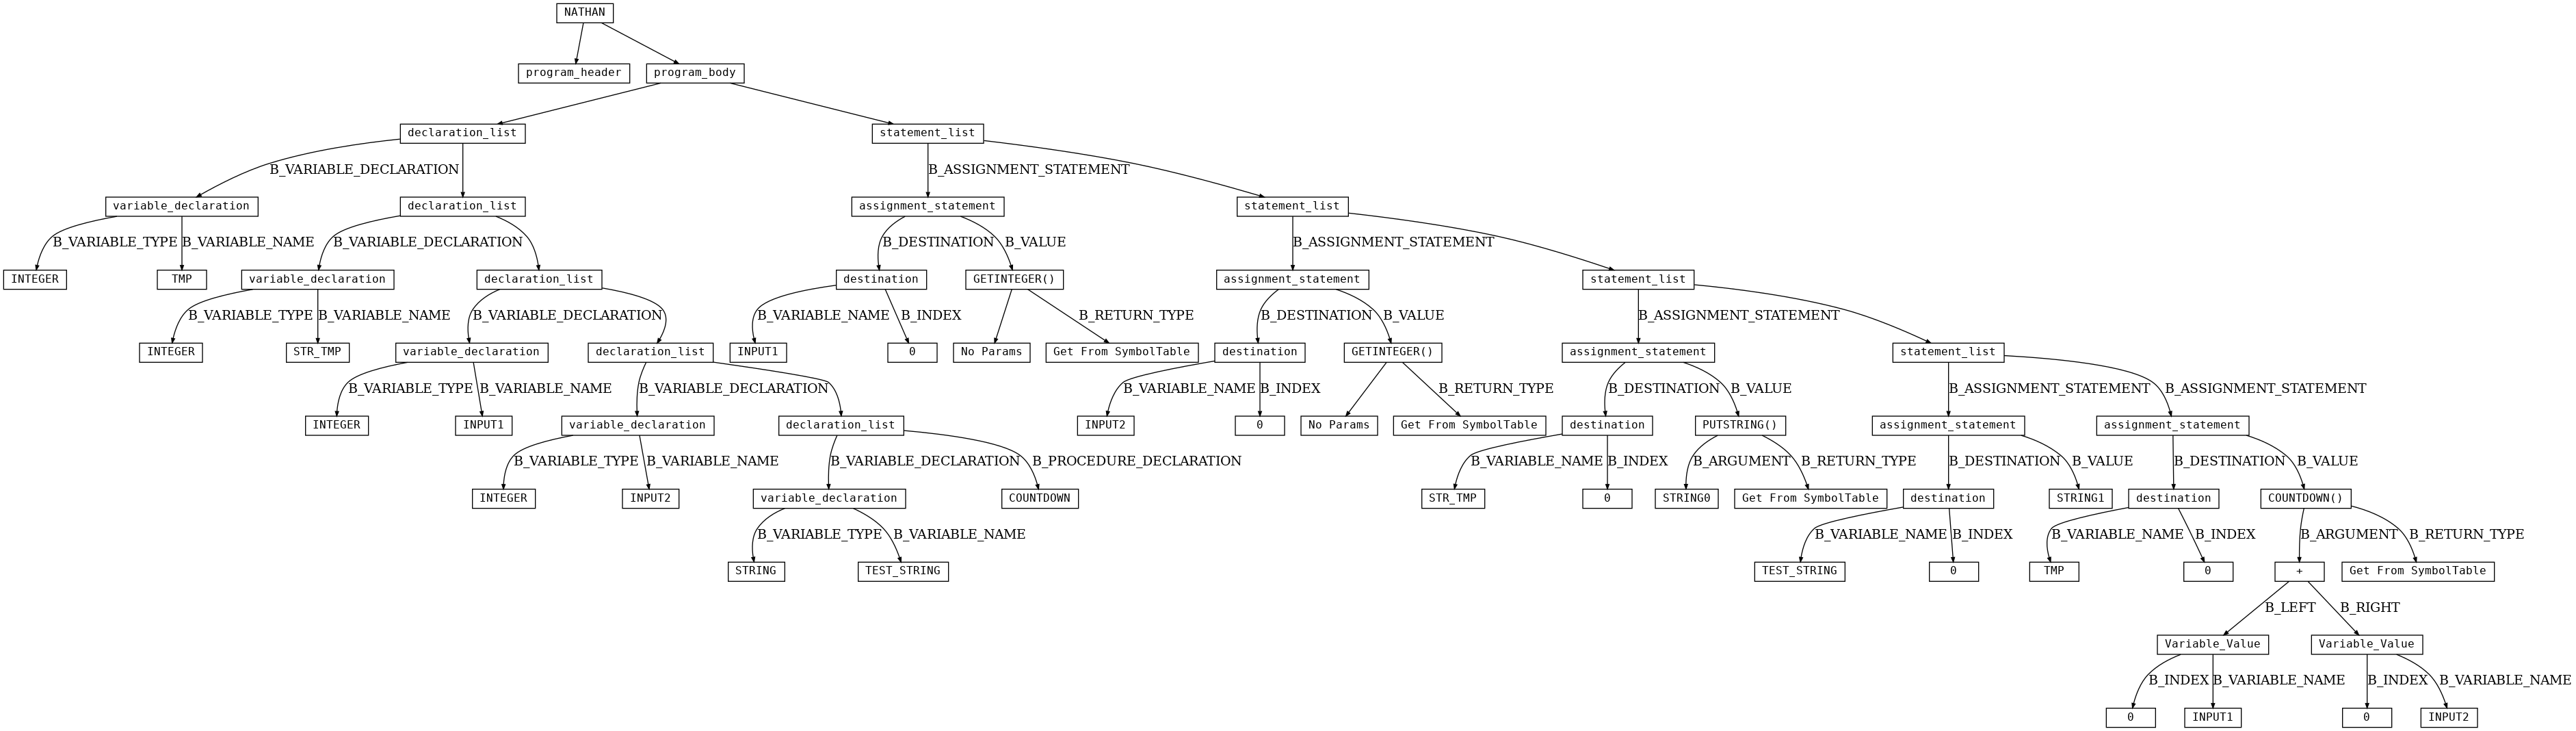 NATHAN
program_header program_body
declaration_list statement_list
B_VARIABLE_DECLARATION B_ASSIGNMENT_STATEMENT
variable_declaration declaration_list assignment_statement statement_list
B_VARIABLE_TYPE B_VARIABLE_NAME B_VARIABLE_DECLARATION B_DESTINATION B_VALUE B_ASSIGNMENT_STATEMENT
INTEGER TMP variable_declaration declaration_list destination GETINTEGER() assignment_statement statement_list
B_VARIABLE_TYPE B_VARIABLE_NAME B_VARIABLE_DECLARATION B_VARIABLE_NAME B_INDEX B_RETURN_TYPE B_DESTINATION B_VALUE B_ASSIGNMENT_STATEMENT
INTEGER STR_TMP variable_declaration declaration_list INPUT1 0 No Params Get From SymbolTable destination GETINTEGER() assignment_statement statement_list
B_VARIABLE_TYPE B_VARIABLE_NAME B_VARIABLE_DECLARATION B_VARIABLE_NAME B_INDEX B_RETURN_TYPE B_DESTINATION B_VALUE B_ASSIGNMENT_STATEMENT B_ASSIGNMENT_STATEMENT
INTEGER INPUT1 variable_declaration declaration_list INPUT2 0 No Params Get From SymbolTable destination PUTSTRING() assignment_statement assignment_statement
B_VARIABLE_TYPE B_VARIABLE_NAME B_VARIABLE_DECLARATION B_PROCEDURE_DECLARATION B_VARIABLE_NAME B_INDEX B_ARGUMENT B_RETURN_TYPE B_DESTINATION B_VALUE B_DESTINATION B_VALUE
INTEGER INPUT2 variable_declaration COUNTDOWN STR_TMP 0 STRING0 Get From SymbolTable destination STRING1 destination COUNTDOWN()
B_VARIABLE_TYPE B_VARIABLE_NAME B_VARIABLE_NAME B_INDEX B_VARIABLE_NAME B_INDEX B_ARGUMENT B_RETURN_TYPE
STRING TEST_STRING TEST_STRING 0 TMP 0 + Get From SymbolTable
B_LEFT B_RIGHT
Variable_Value Variable_Value
B_INDEX B_VARIABLE_NAME B_INDEX B_VARIABLE_NAME
0 INPUT1 0 INPUT2